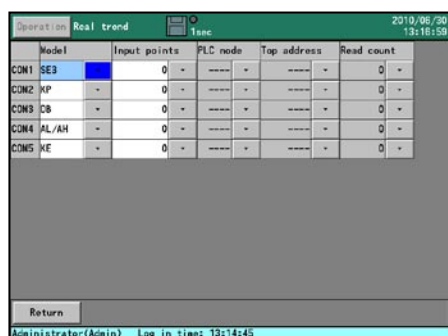 Operation Real trend 1sec 2010/06/30
13:16:59
Model Input points PLC node Top address Read count
CON1 SE3 0 ---- ---- 0
CON2 KP 0 ---- ---- 0
CON3 DB 0 ---- ---- 0
CON4 AL/AH 0 ---- ---- 0
CON5 KE 0 ---- ---- 0
Return
Administrator(Admin) Log in time: 13:14:45